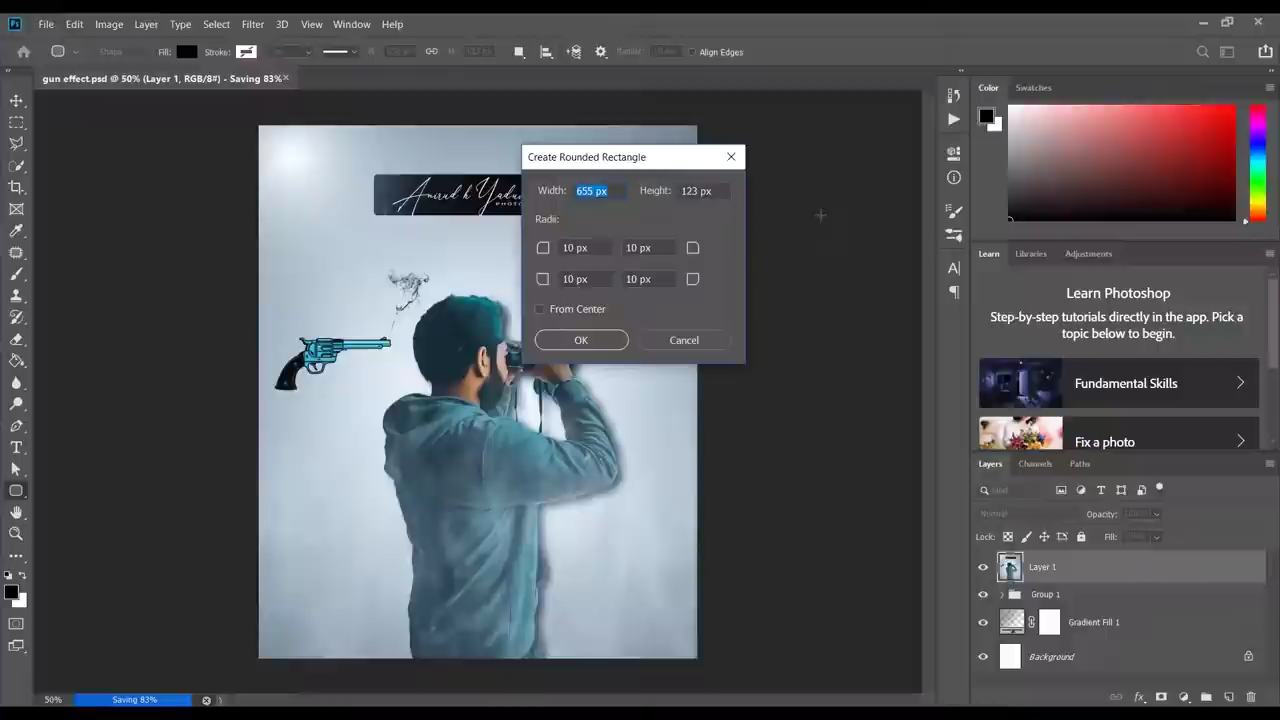 Ps File Edit Image Layer Type Select Filter 3D View Window Help
Shape Fill: Stroke: Align Edges
gun effect.psd @ 50% (Layer 1, RGB/8#) - Saving 83%
Create Rounded Rectangle
Width: 655 px Height: 123 px
Radii:
10 px 10 px
10 px 10 px
From Center
OK Cancel
Color Swatches
Learn Libraries Adjustments
Learn Photoshop
Step-by-step tutorials directly in the app. Pick a
topic below to begin.
Fundamental Skills
Fix a photo
Layers Channels Paths
Kind
Normal Opacity:
Lock: Fill:
Layer 1
Group 1
Gradient Fill 1
Background
50% Saving 83%